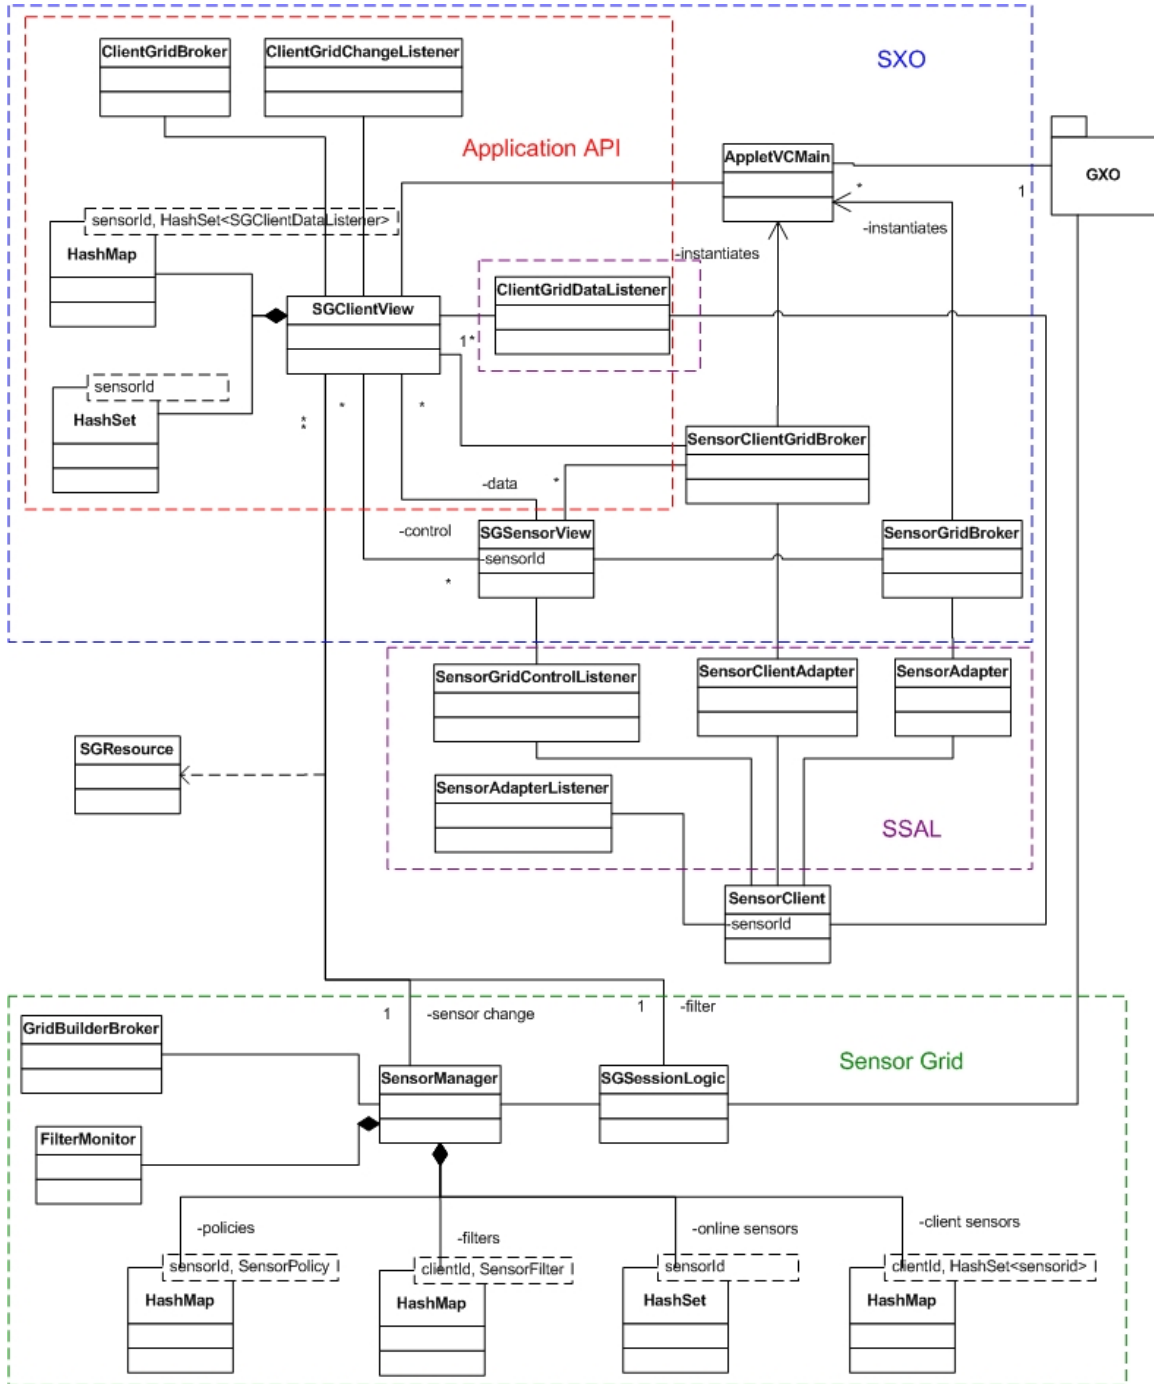 ClientGridBroker
ClientGridChangeListener
SXO
Application API
AppletVCMain
GXO
*
1
sensorId, HashSet<SGClientDataListener>
-instantiates
HashMap
-instantiates
ClientGridDataListener
SGClientView
1*
sensorId
HashSet
*
*
*
*
SensorClientGridBroker
-data
*
-control
SGSensorView
-sensorId
*
SensorGridBroker
SensorGridControlListener
SensorClientAdapter
SensorAdapter
SGResource
SensorAdapterListener
SSAL
SensorClient
-sensorId
1
-sensor change
1
-filter
GridBuilderBroker
Sensor Grid
SensorManager
SGSessionLogic
FilterMonitor
-policies
-filters
-online sensors
-client sensors
sensorId, SensorPolicy
clientId, SensorFilter
sensorId
clientId, HashSet<sensorid>
HashMap
HashMap
HashSet
HashMap